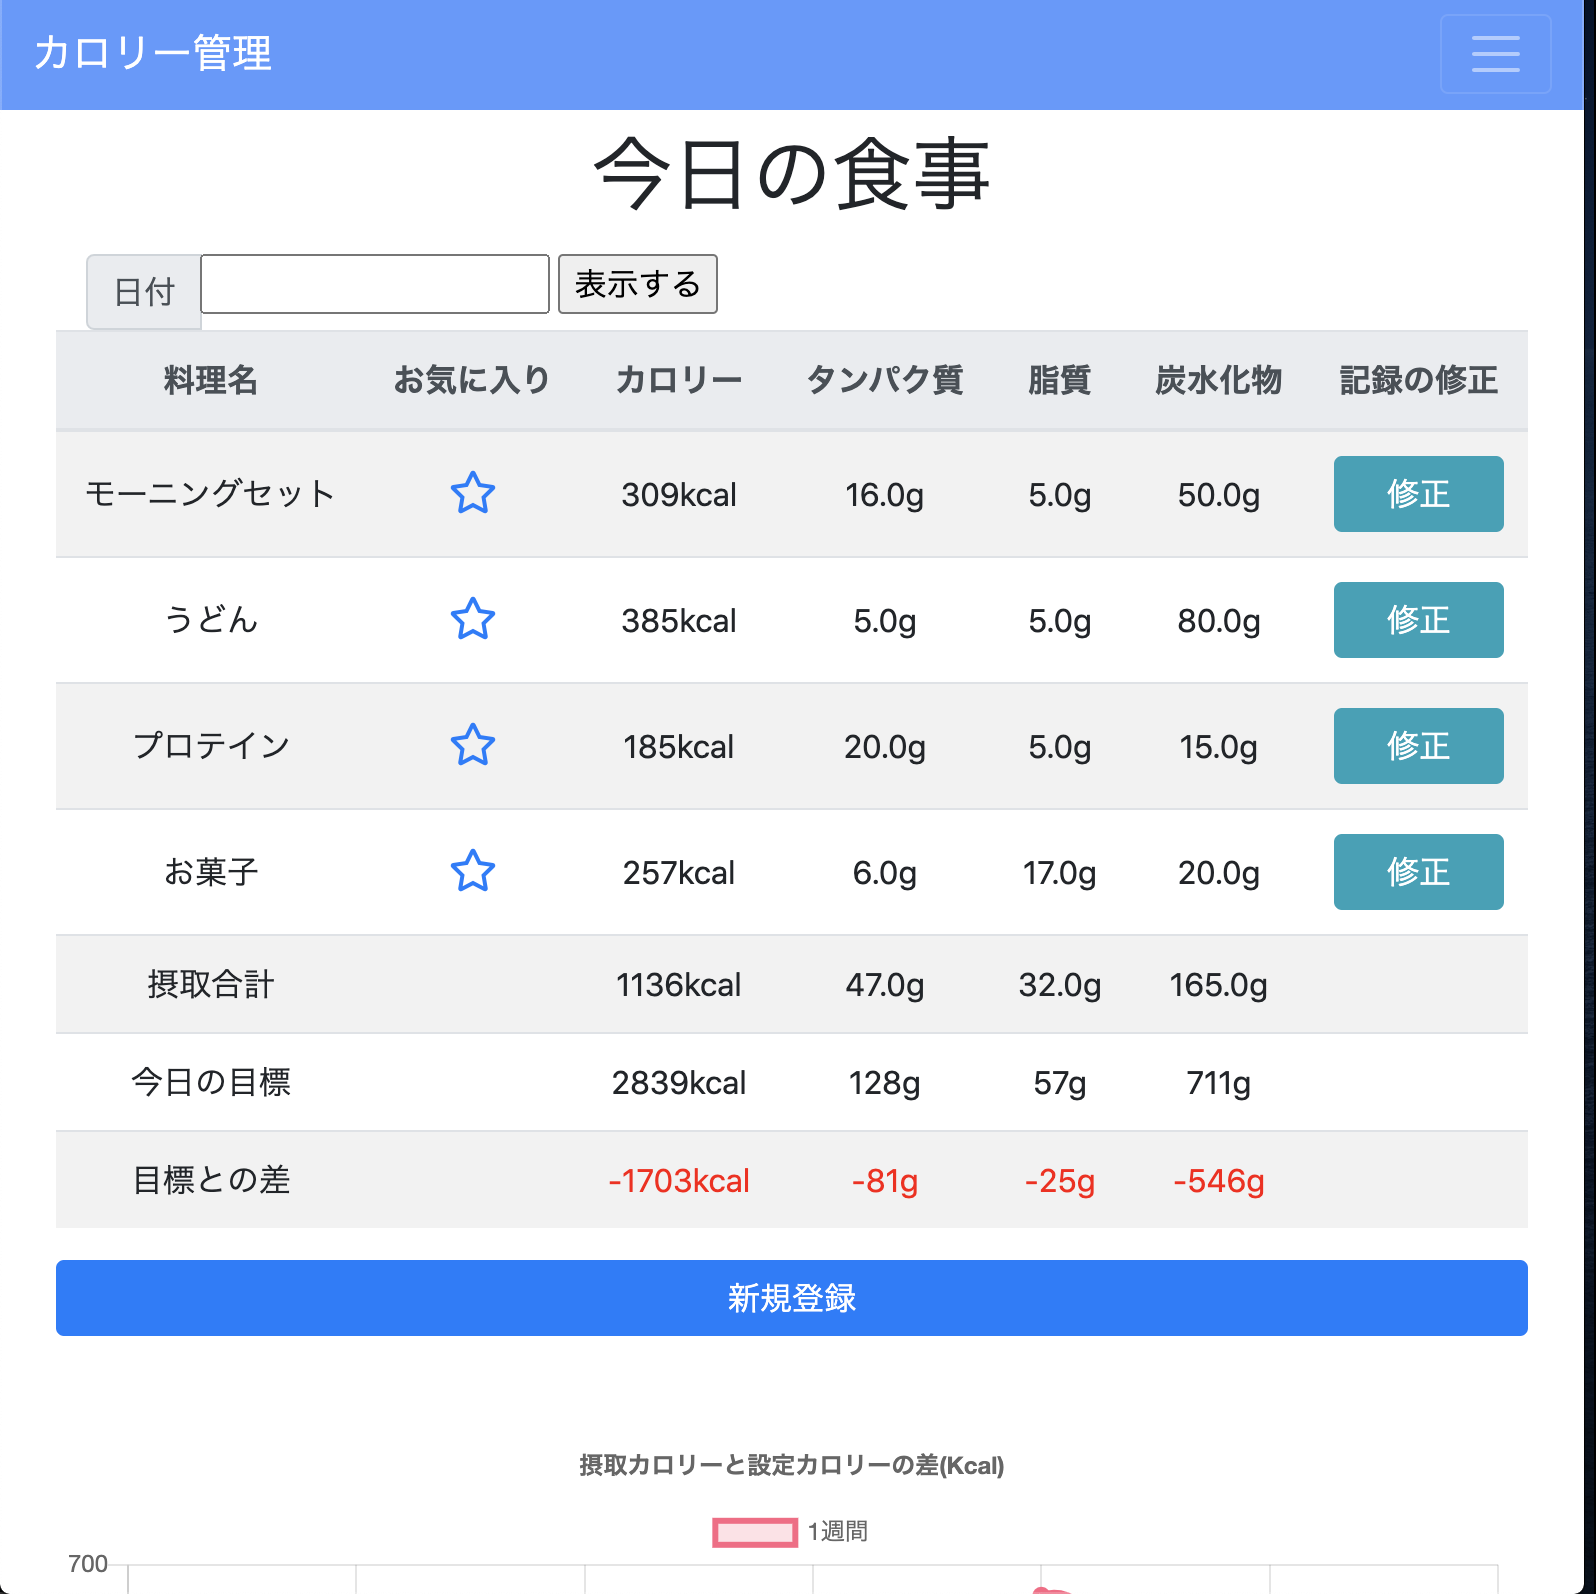 カロリー管理
今日の食事
日付 表示する
料理名 お気に入り カロリー タンパク質 脂質 炭水化物 記録の修正
モーニングセット 309kcal 16.0g 5.0g 50.0g 修正
うどん 385kcal 5.0g 5.0g 80.0g 修正
プロテイン 185kcal 20.0g 5.0g 15.0g 修正
お菓子 257kcal 6.0g 17.0g 20.0g 修正
摂取合計 1136kcal 47.0g 32.0g 165.0g
今日の目標 2839kcal 128g 57g 711g
目標との差 -1703kcal -81g -25g -546g
新規登録
摂取カロリーと設定カロリーの差(Kcal)
1週間
700